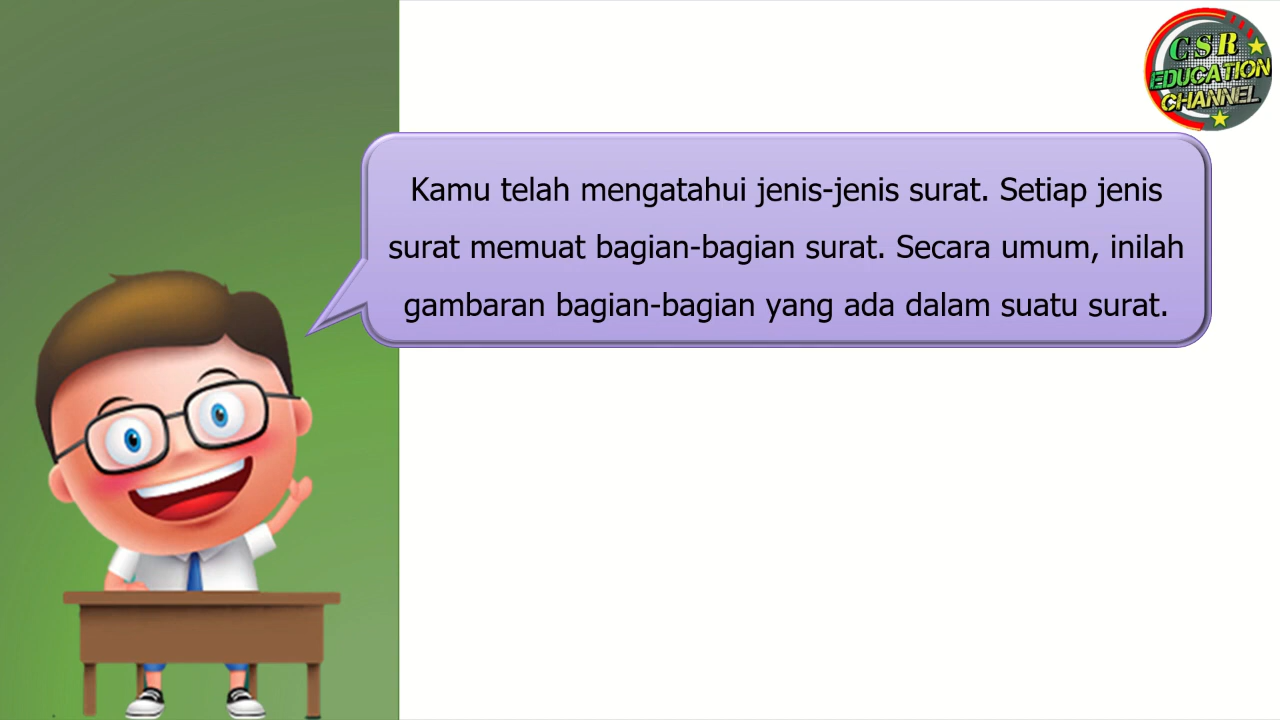 CSR
EDUCATION
CHANNEL
Kamu telah mengatahui jenis-jenis surat. Setiap jenis
surat memuat bagian-bagian surat. Secara umum, inilah
gambaran bagian-bagian yang ada dalam suatu surat.